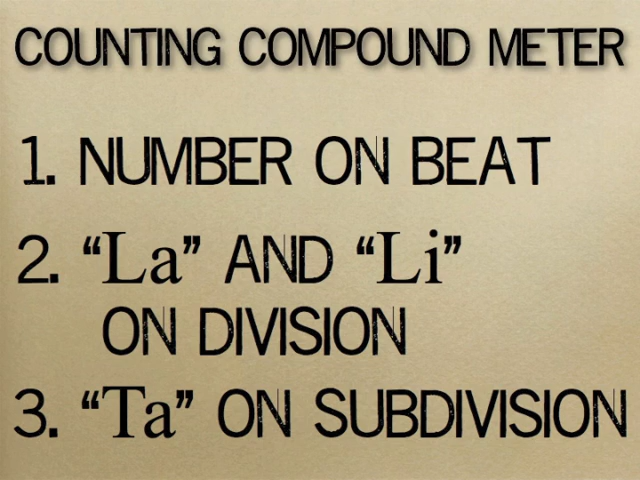 COUNTING COMPOUND METER
1. NUMBER ON BEAT
2. “La” AND “Li”
ON DIVISION
3. “Ta” ON SUBDIVISION